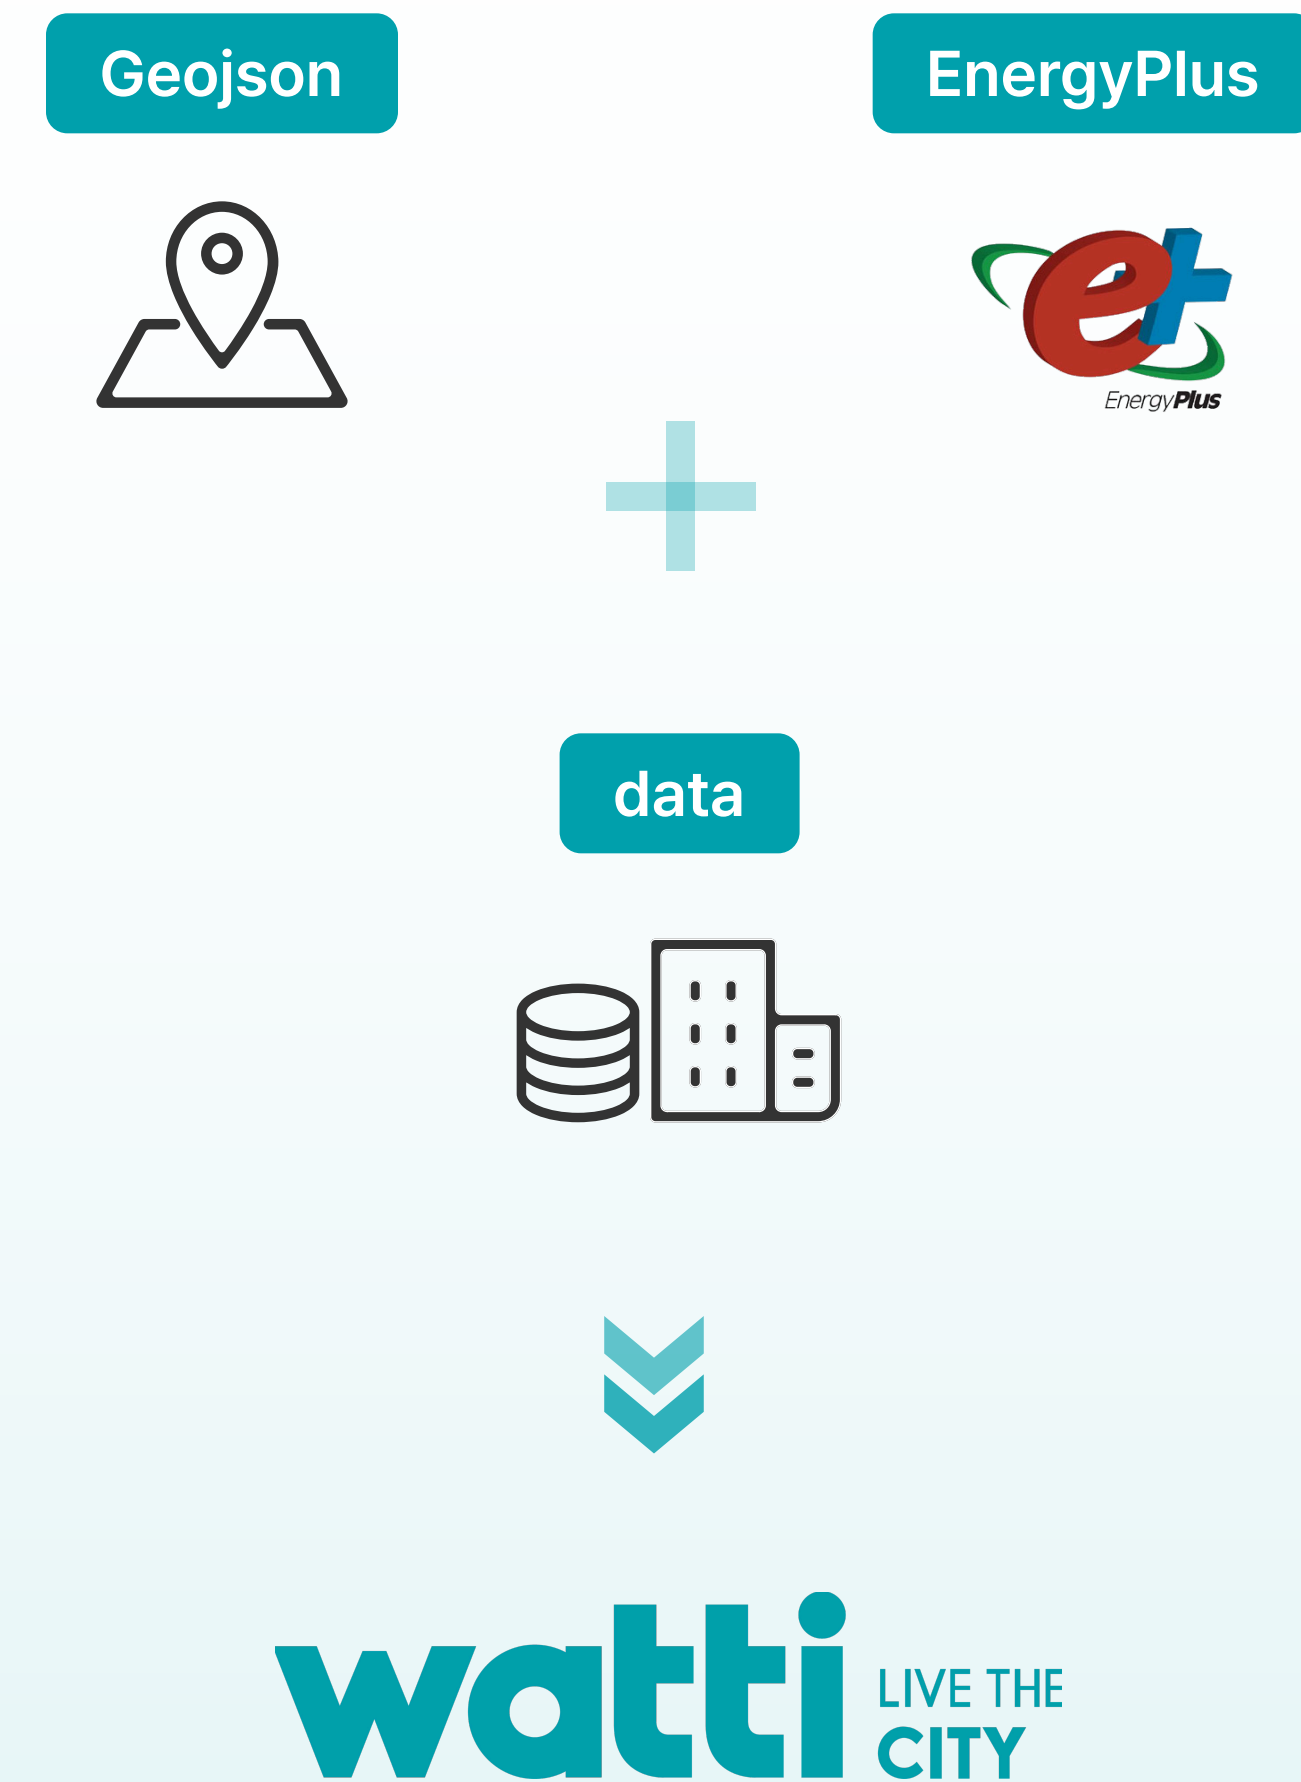 Geojson
EnergyPlus
e+
EnergyPlus
data
watti
LIVE THE
CITY